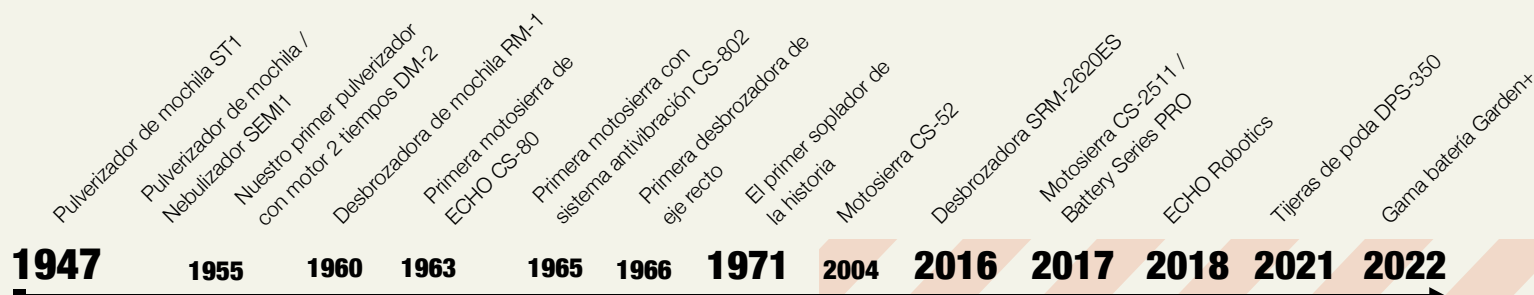 Pulverizador de mochila ST1
Pulverizador de mochila /
Nebulizador SEMI1
Nuestro primer pulverizador
con motor 2 tiempos DM-2
Desbrozadora de mochila RM-1
Primera motosierra de
ECHO CS-80
Primera motosierra con
sistema antivibración CS-802
Primera desbrozadora de
eje recto
El primer soplador de
la historia
Motosierra CS-52
Desbrozadora SRM-2620ES
Motosierra CS-2511 /
Battery Series PRO
ECHO Robotics
Tijeras de poda DPS-350
Gama batería Garden+
1947
1955
1960
1963
1965
1966
1971
2004
2016
2017
2018
2021
2022